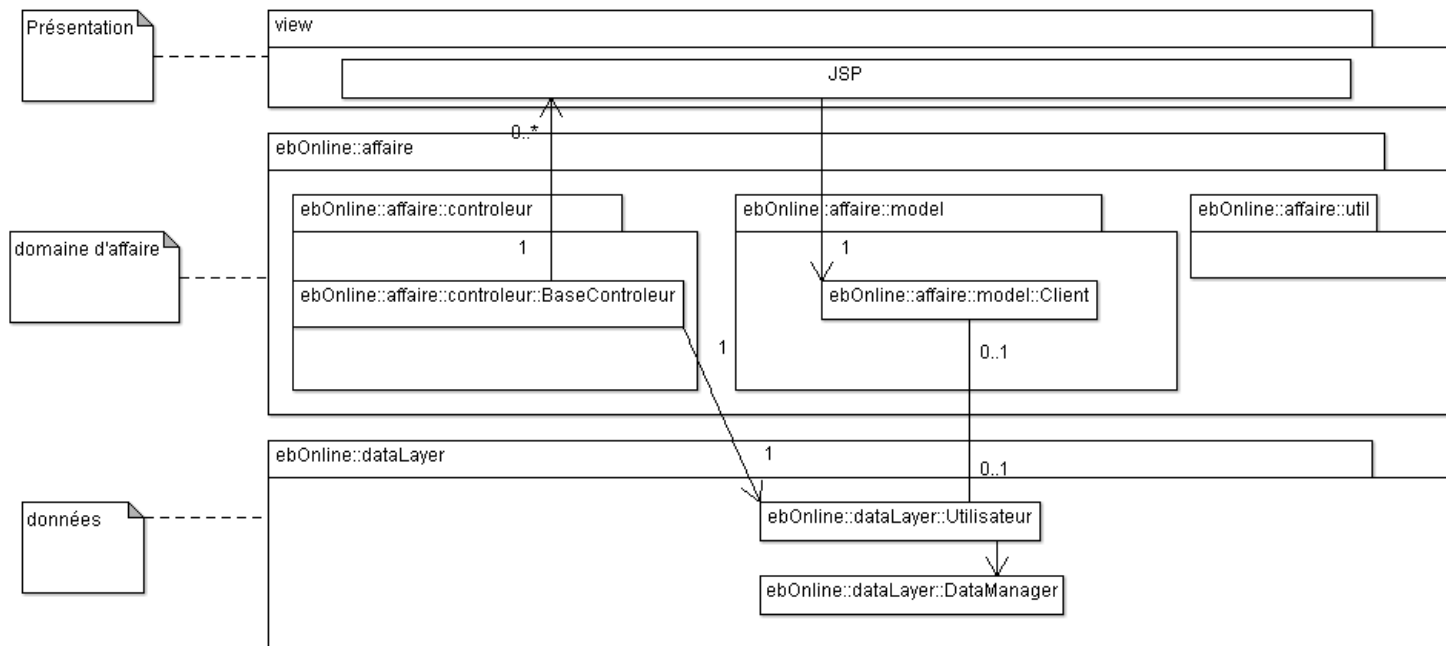 Présentation
view
JSP
0..*
ebOnline::affaire
ebOnline::affaire::controleur
ebOnline::affaire::model
ebOnline::affaire::util
domaine d'affaire
1
1
ebOnline::affaire::controleur::BaseControleur
ebOnline::affaire::model::Client
1
0..1
ebOnline::dataLayer
1
0..1
données
ebOnline::dataLayer::Utilisateur
ebOnline::dataLayer::DataManager